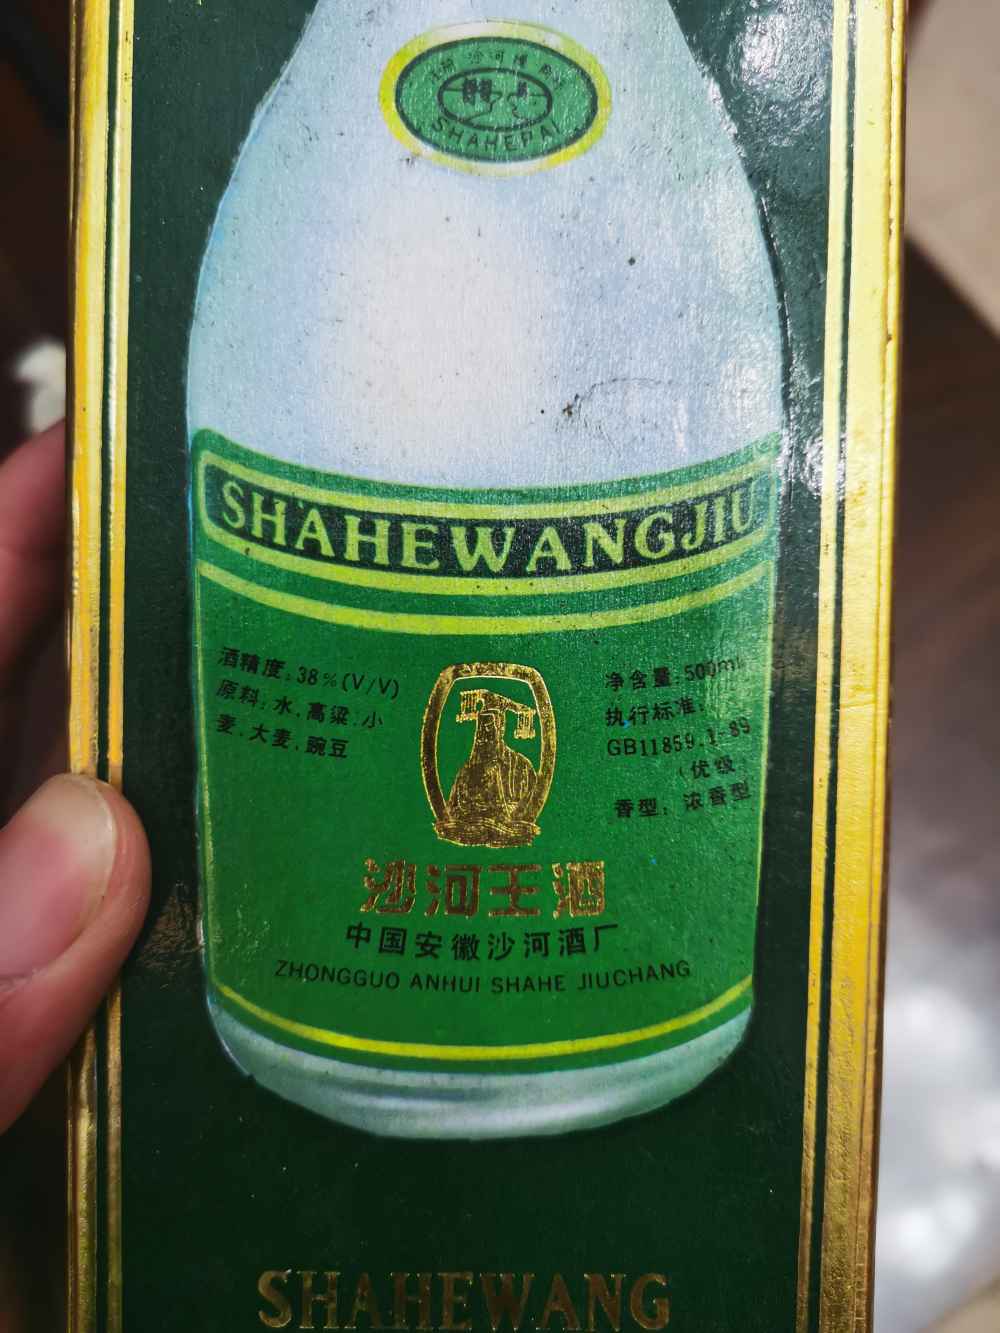 SHAHEPAI
SHAHEWANGJIU
酒精度:38%(V/V)
原料:水、高粱、小
麦、大麦、豌豆
净含量:500mL
执行标准:
GB11859.1-89
(优级)
香型:浓香型
沙河王酒
中国安徽沙河酒厂
ZHONGGUO ANHUI SHAHE JIUCHANG
SHAHEWANG